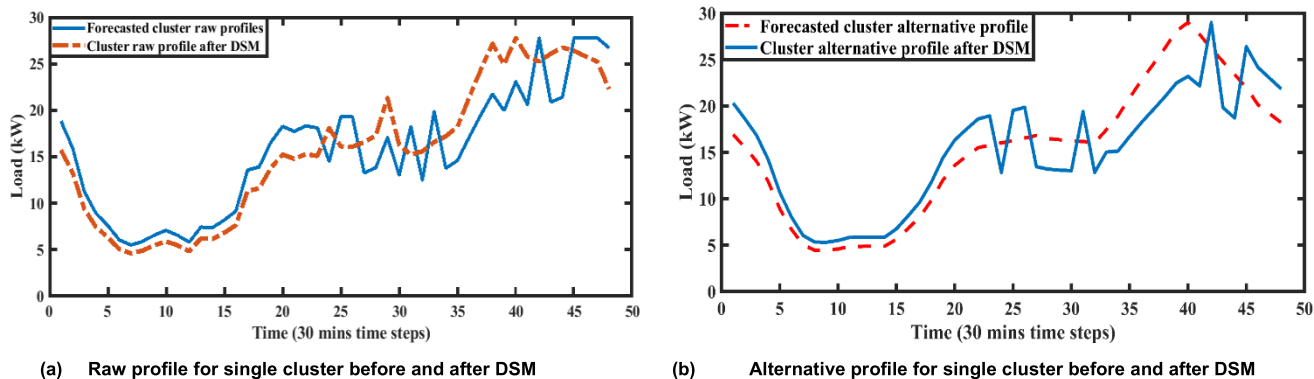 Forecasted cluster raw profiles
Cluster raw profile after DSM
Load (kW)
30
25
20
15
10
5
0
0 5 10 15 20 25 30 35 40 45 50
Time (30 mins time steps)
(a) Raw profile for single cluster before and after DSM
Forecasted cluster alternative profile
Cluster alternative profile after DSM
Load (kW)
30
25
20
15
10
5
0
0 5 10 15 20 25 30 35 40 45 50
Time (30 mins time steps)
(b) Alternative profile for single cluster before and after DSM